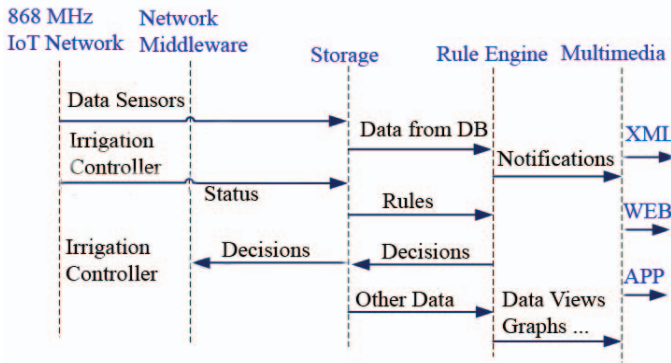 868 MHz
IoT Network
Network
Middleware
Storage
Rule Engine
Multimedia
Data Sensors
Data from DB
XML
Irrigation
Controller
Notifications
Status
Rules
WEB
Irrigation
Controller
Decisions
Decisions
APP
Other Data
Data Views
Graphs ...